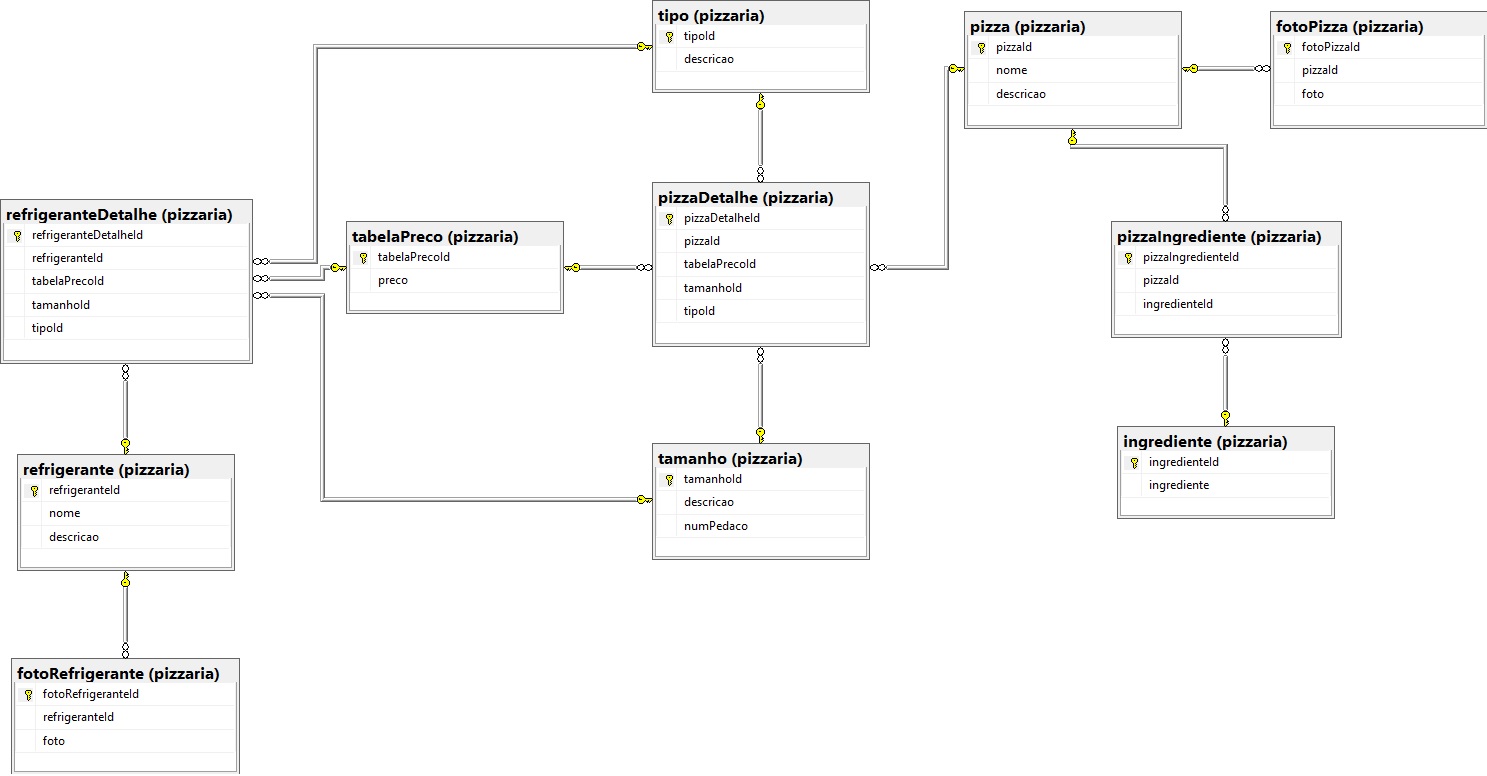 tipo (pizzaria)
tipoId
descricao
pizza (pizzaria)
pizzaId
nome
descricao
fotoPizza (pizzaria)
fotoPizzaId
pizzaId
foto
refrigeranteDetalhe (pizzaria)
refrigeranteDetalheId
refrigeranteId
tabelaPrecoId
tamanhoId
tipoId
tabelaPreco (pizzaria)
tabelaPrecoId
preco
pizzaDetalhe (pizzaria)
pizzaDetalheId
pizzaId
tabelaPrecoId
tamanhoId
tipoId
pizzaIngrediente (pizzaria)
pizzaIngredienteId
pizzaId
ingredienteId
refrigerante (pizzaria)
refrigeranteId
nome
descricao
tamanho (pizzaria)
tamanhoId
descricao
numPedaco
ingrediente (pizzaria)
ingredienteId
ingrediente
fotoRefrigerante (pizzaria)
fotoRefrigeranteId
refrigeranteId
foto